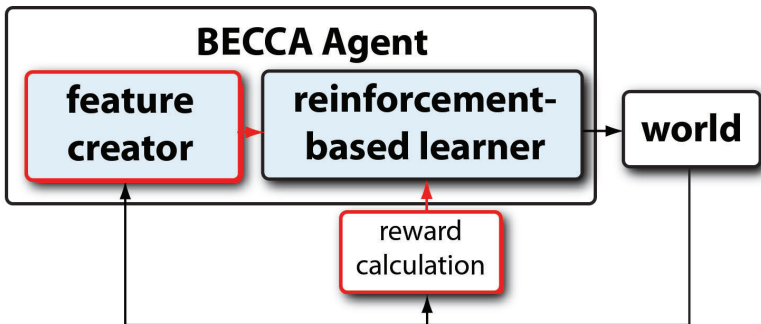 BECCA Agent
feature
creator
reinforcement-
based learner
world
reward
calculation